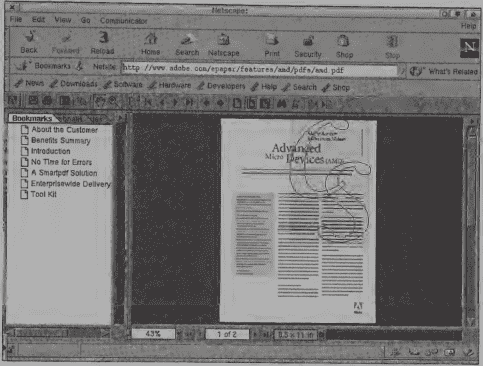 Netscape:
File Edit View Go Communicator Help
Back Forward Reload Home Search Netscape Print Security Shop Stop
N
Bookmarks Netsite http://www.adobe.com/epaper/features/amd/pdfs/amd.pdf What's Related
News Downloads Software Hardware Developers Help Search Shop
Bookmarks
About the Customer
Benefits Summary
Introduction
No Time for Errors
A Smartpdf Solution
Enterprisewide Delivery
Tool Kit
Advanced
Micro Devices (AMD)
43% 1 of 2 8.5 x 11 in